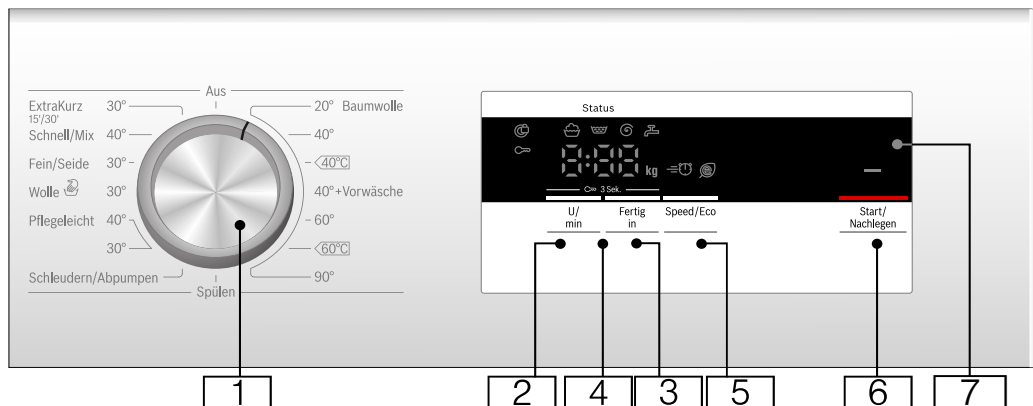 Aus
ExtraKurz 30°
15'/30'
Schnell/Mix 40°
Fein/Seide 30°
Wolle 30°
Pflegeleicht 40°
30°
Schleudern/Abpumpen
Spülen
20° Baumwolle
40°
40°C
40°+Vorwäsche
60°
60°C
90°
Status
8:88 kg
3 Sek.
U/
min
Fertig
in
Speed/Eco
Start/
Nachlegen
1
2
4
3
5
6
7